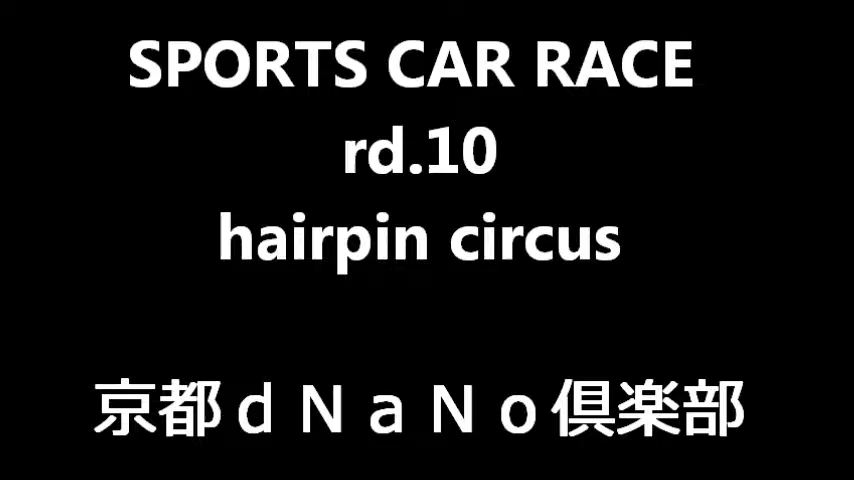 SPORTS CAR RACE
rd.10
hairpin circus
京都ｄＮａＮｏ倶楽部